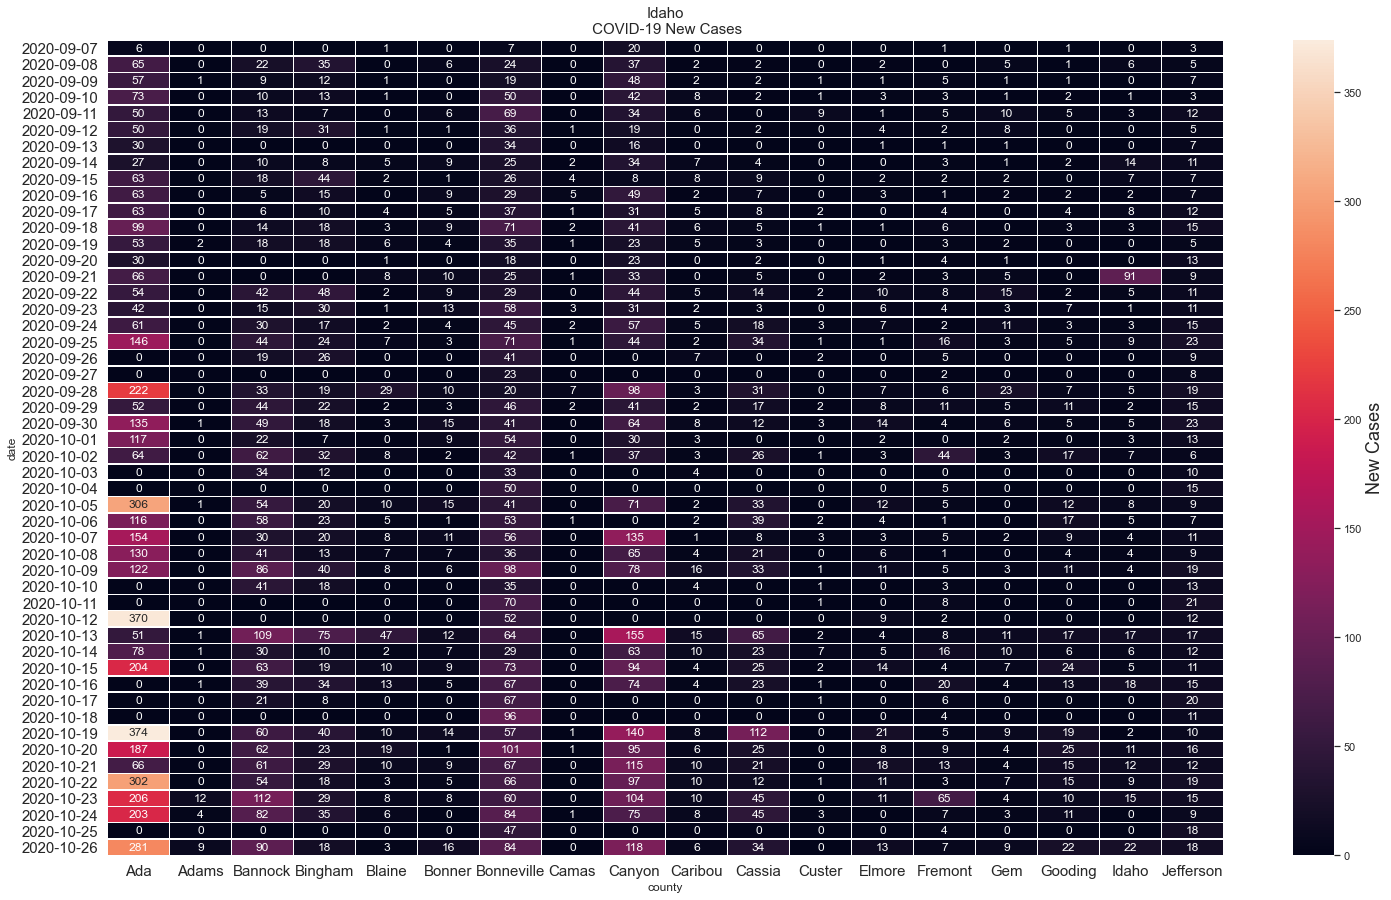 Idaho
COVID-19 New Cases
2020-09-07 6 0 0 0 1 0 7 0 20 0 0 0 0 1 0 1 0 3
2020-09-08 65 0 22 35 0 6 24 0 37 2 2 0 2 0 5 1 6 5
2020-09-09 57 1 9 12 1 0 19 0 48 2 2 1 1 5 1 1 0 7
2020-09-10 73 0 10 13 1 0 50 0 42 8 2 1 3 3 1 2 1 3
2020-09-11 50 0 13 7 0 6 69 0 34 6 0 9 1 5 10 5 3 12
2020-09-12 50 0 19 31 1 1 36 1 19 0 2 0 4 2 8 0 0 5
2020-09-13 30 0 0 0 0 0 34 0 16 0 0 0 1 1 1 0 0 7
2020-09-14 27 0 10 8 5 9 25 2 34 7 4 0 0 3 1 2 14 11
2020-09-15 63 0 18 44 2 1 26 4 8 8 9 0 2 2 2 0 7 7
2020-09-16 63 0 5 15 0 9 29 5 49 2 7 0 3 1 2 2 2 7
2020-09-17 63 0 6 10 4 5 37 1 31 5 8 2 0 4 0 4 8 12
2020-09-18 99 0 14 18 3 9 71 2 41 6 5 1 1 6 0 3 3 15
2020-09-19 53 2 18 18 6 4 35 1 23 5 3 0 0 3 2 0 0 5
2020-09-20 30 0 0 0 1 0 18 0 23 0 2 0 1 4 1 0 0 13
2020-09-21 66 0 0 0 8 10 25 1 33 0 5 0 2 3 5 0 91 9
2020-09-22 54 0 42 48 2 9 29 0 44 5 14 2 10 8 15 2 5 11
2020-09-23 42 0 15 30 1 13 58 3 31 2 3 0 6 4 3 7 1 11
2020-09-24 61 0 30 17 2 4 45 2 57 5 18 3 7 2 11 3 3 15
2020-09-25 146 0 44 24 7 3 71 1 44 2 34 1 1 16 3 5 9 23
2020-09-26 0 0 19 26 0 0 41 0 0 7 0 2 0 5 0 0 0 9
2020-09-27 0 0 0 0 0 0 23 0 0 0 0 0 0 2 0 0 0 8
2020-09-28 222 0 33 19 29 10 20 7 98 3 31 0 7 6 23 7 5 19
2020-09-29 52 0 44 22 2 3 46 2 41 2 17 2 8 11 5 11 2 15
2020-09-30 135 1 49 18 3 15 41 0 64 8 12 3 14 4 6 5 5 23
2020-10-01 117 0 22 7 0 9 54 0 30 3 0 0 2 0 2 0 3 13
2020-10-02 64 0 62 32 8 2 42 1 37 3 26 1 3 44 3 17 7 6
2020-10-03 0 0 34 12 0 0 33 0 0 4 0 0 0 0 0 0 0 10
2020-10-04 0 0 0 0 0 0 50 0 0 0 0 0 0 5 0 0 0 15
2020-10-05 306 1 54 20 10 15 41 0 71 2 33 0 12 5 0 12 8 9
2020-10-06 116 0 58 23 5 1 53 1 0 2 39 2 4 1 0 17 5 7
2020-10-07 154 0 30 20 8 11 56 0 135 1 8 3 3 5 2 9 4 11
2020-10-08 130 0 41 13 7 7 36 0 65 4 21 0 6 1 0 4 4 9
2020-10-09 122 0 86 40 8 6 98 0 78 16 33 1 11 5 3 11 4 19
2020-10-10 0 0 41 18 0 0 35 0 0 4 0 1 0 3 0 0 0 13
2020-10-11 0 0 0 0 0 0 70 0 0 0 0 1 0 8 0 0 0 21
2020-10-12 370 0 0 0 0 0 52 0 0 0 0 0 9 2 0 0 0 12
2020-10-13 51 1 109 75 47 12 64 0 155 15 65 2 4 8 11 17 17 17
2020-10-14 78 1 30 10 2 7 29 0 63 10 23 7 5 16 10 6 6 12
2020-10-15 204 0 63 19 10 9 73 0 94 4 25 2 14 4 7 24 5 11
2020-10-16 0 1 39 34 13 5 67 0 74 4 23 1 0 20 4 13 18 15
2020-10-17 0 0 21 8 0 0 67 0 0 0 0 1 0 6 0 0 0 20
2020-10-18 0 0 0 0 0 0 96 0 0 0 0 0 0 4 0 0 0 11
2020-10-19 374 0 60 40 10 14 57 1 140 8 112 0 21 5 9 19 2 10
2020-10-20 187 0 62 23 19 1 101 1 95 6 25 0 8 9 4 25 11 16
2020-10-21 66 0 61 29 10 9 67 0 115 10 21 0 18 13 4 15 12 12
2020-10-22 302 0 54 18 3 5 66 0 97 10 12 1 11 3 7 15 9 19
2020-10-23 206 12 112 29 8 8 60 0 104 10 45 0 11 65 4 10 15 15
2020-10-24 203 4 82 35 6 0 84 1 75 8 45 3 0 7 3 11 0 9
2020-10-25 0 0 0 0 0 0 47 0 0 0 0 0 0 4 0 0 0 18
2020-10-26 281 9 90 18 3 16 84 0 118 6 34 0 13 7 9 22 22 18
Ada Adams Bannock Bingham Blaine Bonner Bonneville Camas Canyon Caribou Cassia Custer Elmore Fremont Gem Gooding Idaho Jefferson
county
date
350
300
250
200
150
100
50
0
New Cases